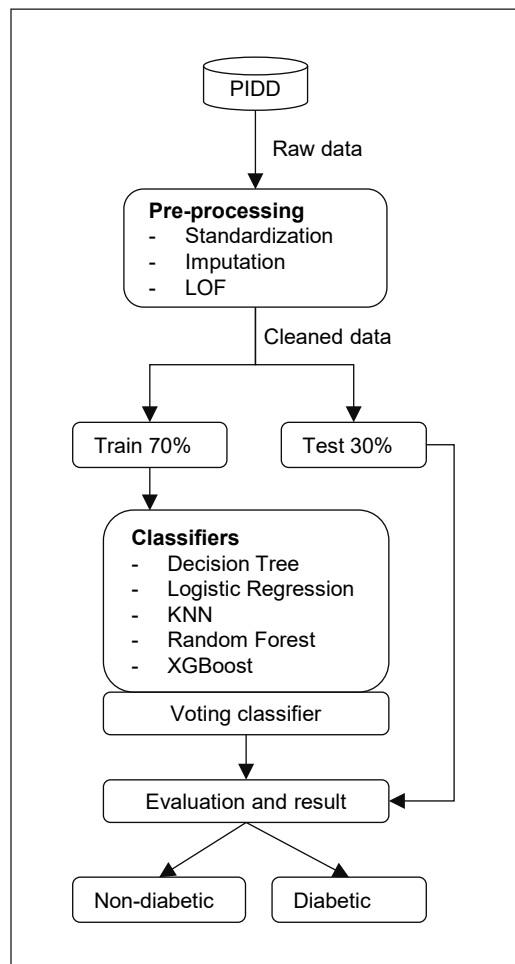 PIDD
Raw data
Pre-processing
- Standardization
- Imputation
- LOF
Cleaned data
Train 70%
Test 30%
Classifiers
- Decision Tree
- Logistic Regression
- KNN
- Random Forest
- XGBoost
Voting classifier
Evaluation and result
Non-diabetic
Diabetic